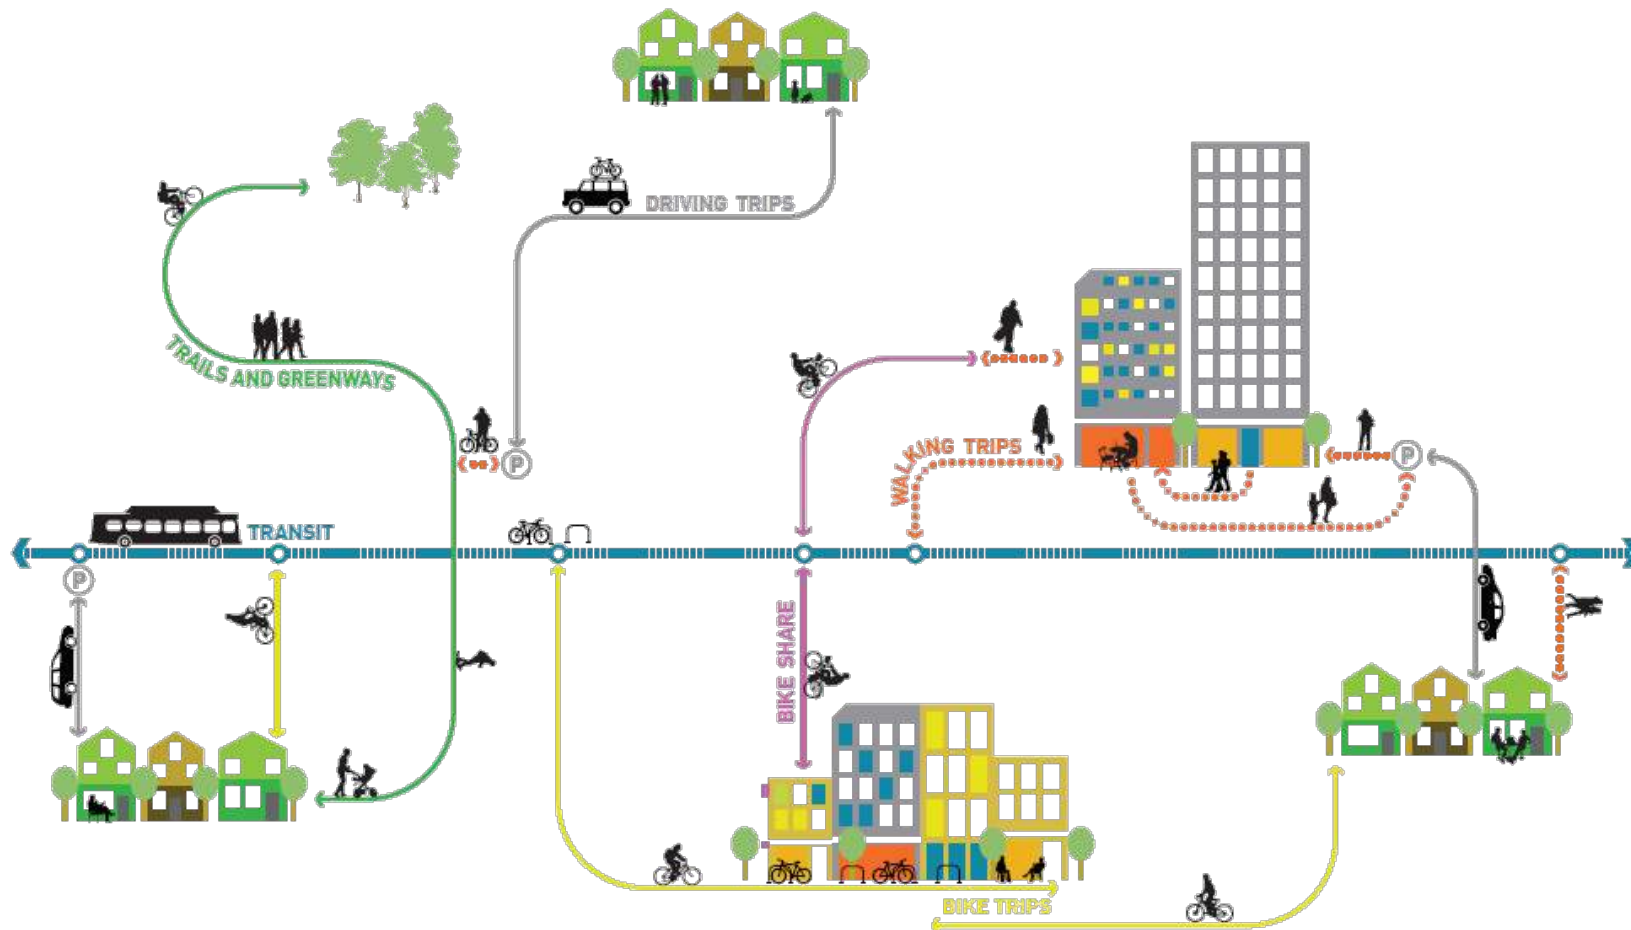 DRIVING TRIPS
TRAILS AND GREENWAYS
WALKING TRIPS
P
P
TRANSIT
P
BIKE SHARE
BIKE TRIPS